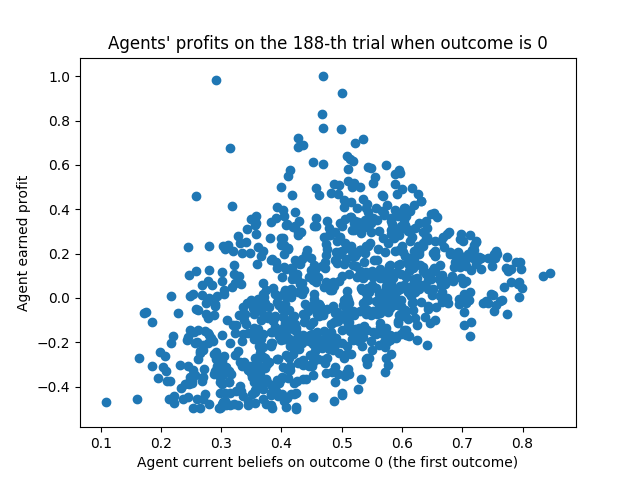 Agents' profits on the 188-th trial when outcome is 0
1.0
0.8
0.6
0.4
0.2
0.0
−0.2
−0.4
Agent earned profit
0.1 0.2 0.3 0.4 0.5 0.6 0.7 0.8
Agent current beliefs on outcome 0 (the first outcome)